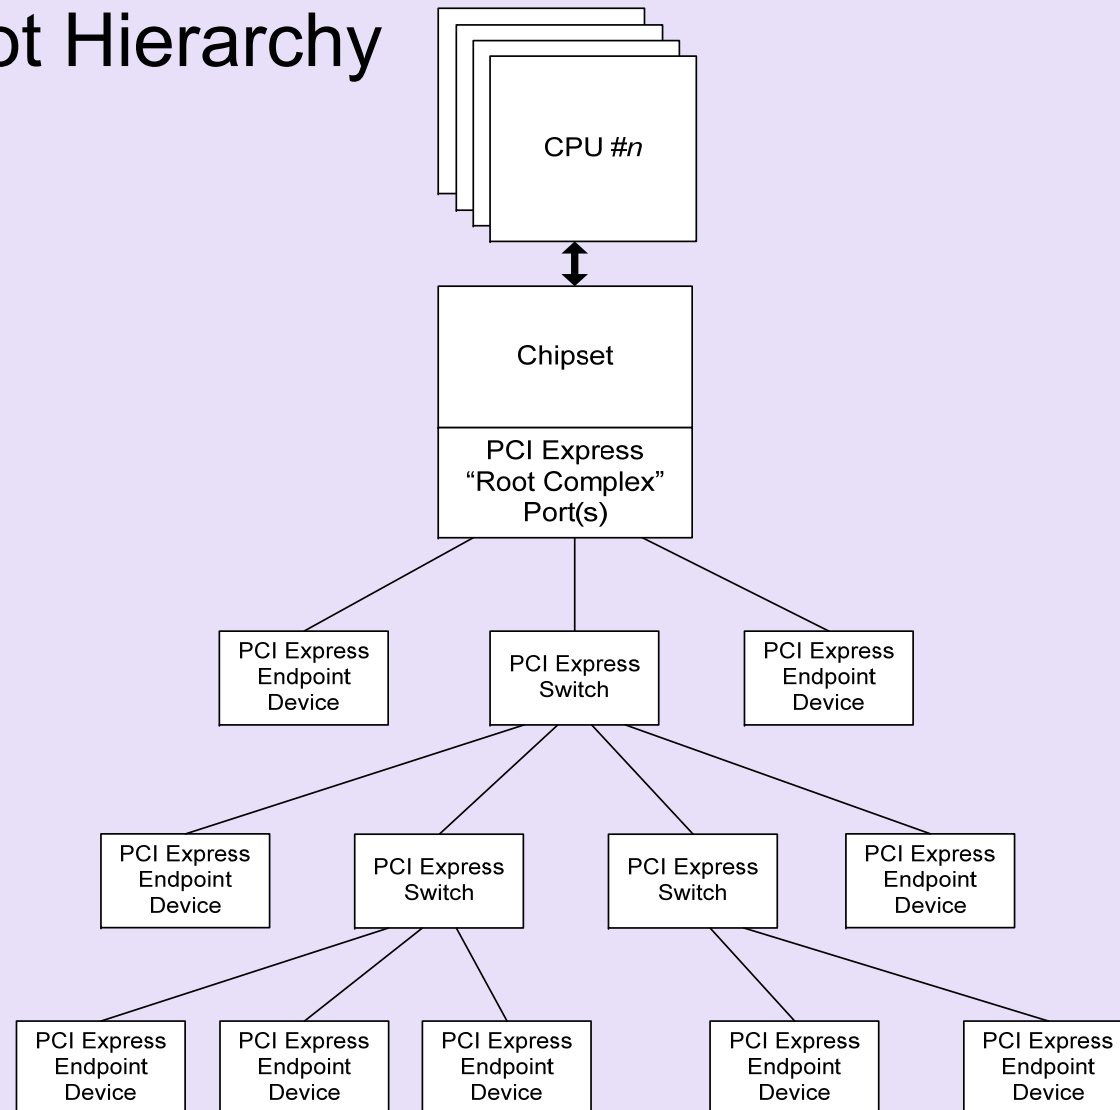 ot Hierarchy
CPU #n
Chipset
PCI Express
“Root Complex”
Port(s)
PCI Express
Endpoint
Device
PCI Express
Switch
PCI Express
Endpoint
Device
PCI Express
Endpoint
Device
PCI Express
Switch
PCI Express
Switch
PCI Express
Endpoint
Device
PCI Express
Endpoint
Device
PCI Express
Endpoint
Device
PCI Express
Endpoint
Device
PCI Express
Endpoint
Device
PCI Express
Endpoint
Device